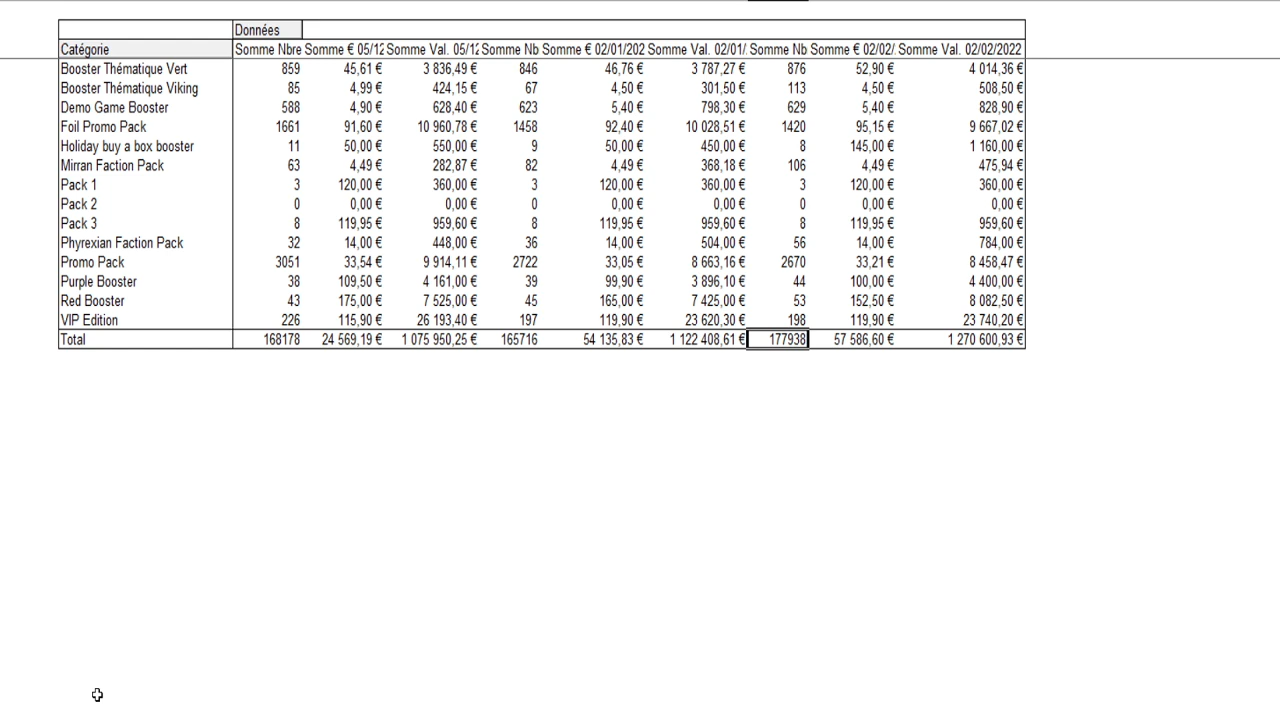 Données
Catégorie Somme Nbre Somme € 05/12 Somme Val. 05/12 Somme Nb Somme € 02/01/202 Somme Val. 02/01/ Somme Nb Somme € 02/02/ Somme Val. 02/02/2022
Booster Thématique Vert 859 45,61 € 3 836,49 € 846 46,76 € 3 787,27 € 876 52,90 € 4 014,36 €
Booster Thématique Viking 85 4,99 € 424,15 € 67 4,50 € 301,50 € 113 4,50 € 508,50 €
Demo Game Booster 588 4,90 € 628,40 € 623 5,40 € 798,30 € 629 5,40 € 828,90 €
Foil Promo Pack 1661 91,60 € 10 960,78 € 1458 92,40 € 10 028,51 € 1420 95,15 € 9 667,02 €
Holiday buy a box booster 11 50,00 € 550,00 € 9 50,00 € 450,00 € 8 145,00 € 1 160,00 €
Mirran Faction Pack 63 4,49 € 282,87 € 82 4,49 € 368,18 € 106 4,49 € 475,94 €
Pack 1 3 120,00 € 360,00 € 3 120,00 € 360,00 € 3 120,00 € 360,00 €
Pack 2 0 0,00 € 0,00 € 0 0,00 € 0,00 € 0 0,00 € 0,00 €
Pack 3 8 119,95 € 959,60 € 8 119,95 € 959,60 € 8 119,95 € 959,60 €
Phyrexian Faction Pack 32 14,00 € 448,00 € 36 14,00 € 504,00 € 56 14,00 € 784,00 €
Promo Pack 3051 33,54 € 9 914,11 € 2722 33,05 € 8 663,16 € 2670 33,21 € 8 458,47 €
Purple Booster 38 109,50 € 4 161,00 € 39 99,90 € 3 896,10 € 44 100,00 € 4 400,00 €
Red Booster 43 175,00 € 7 525,00 € 45 165,00 € 7 425,00 € 53 152,50 € 8 082,50 €
VIP Edition 226 115,90 € 26 193,40 € 197 119,90 € 23 620,30 € 198 119,90 € 23 740,20 €
Total 168178 24 569,19 € 1 075 950,25 € 165716 54 135,83 € 1 122 408,61 € 177938 57 586,60 € 1 270 600,93 €